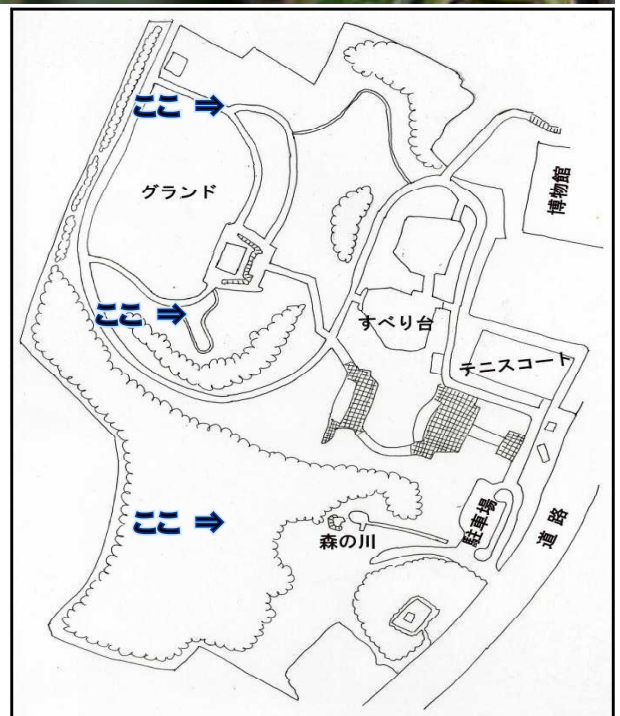 ここ ⇒
グランド
博物館
ここ ⇒
すべり台
テニスコート
ここ ⇒
森の川
駐車場
道路